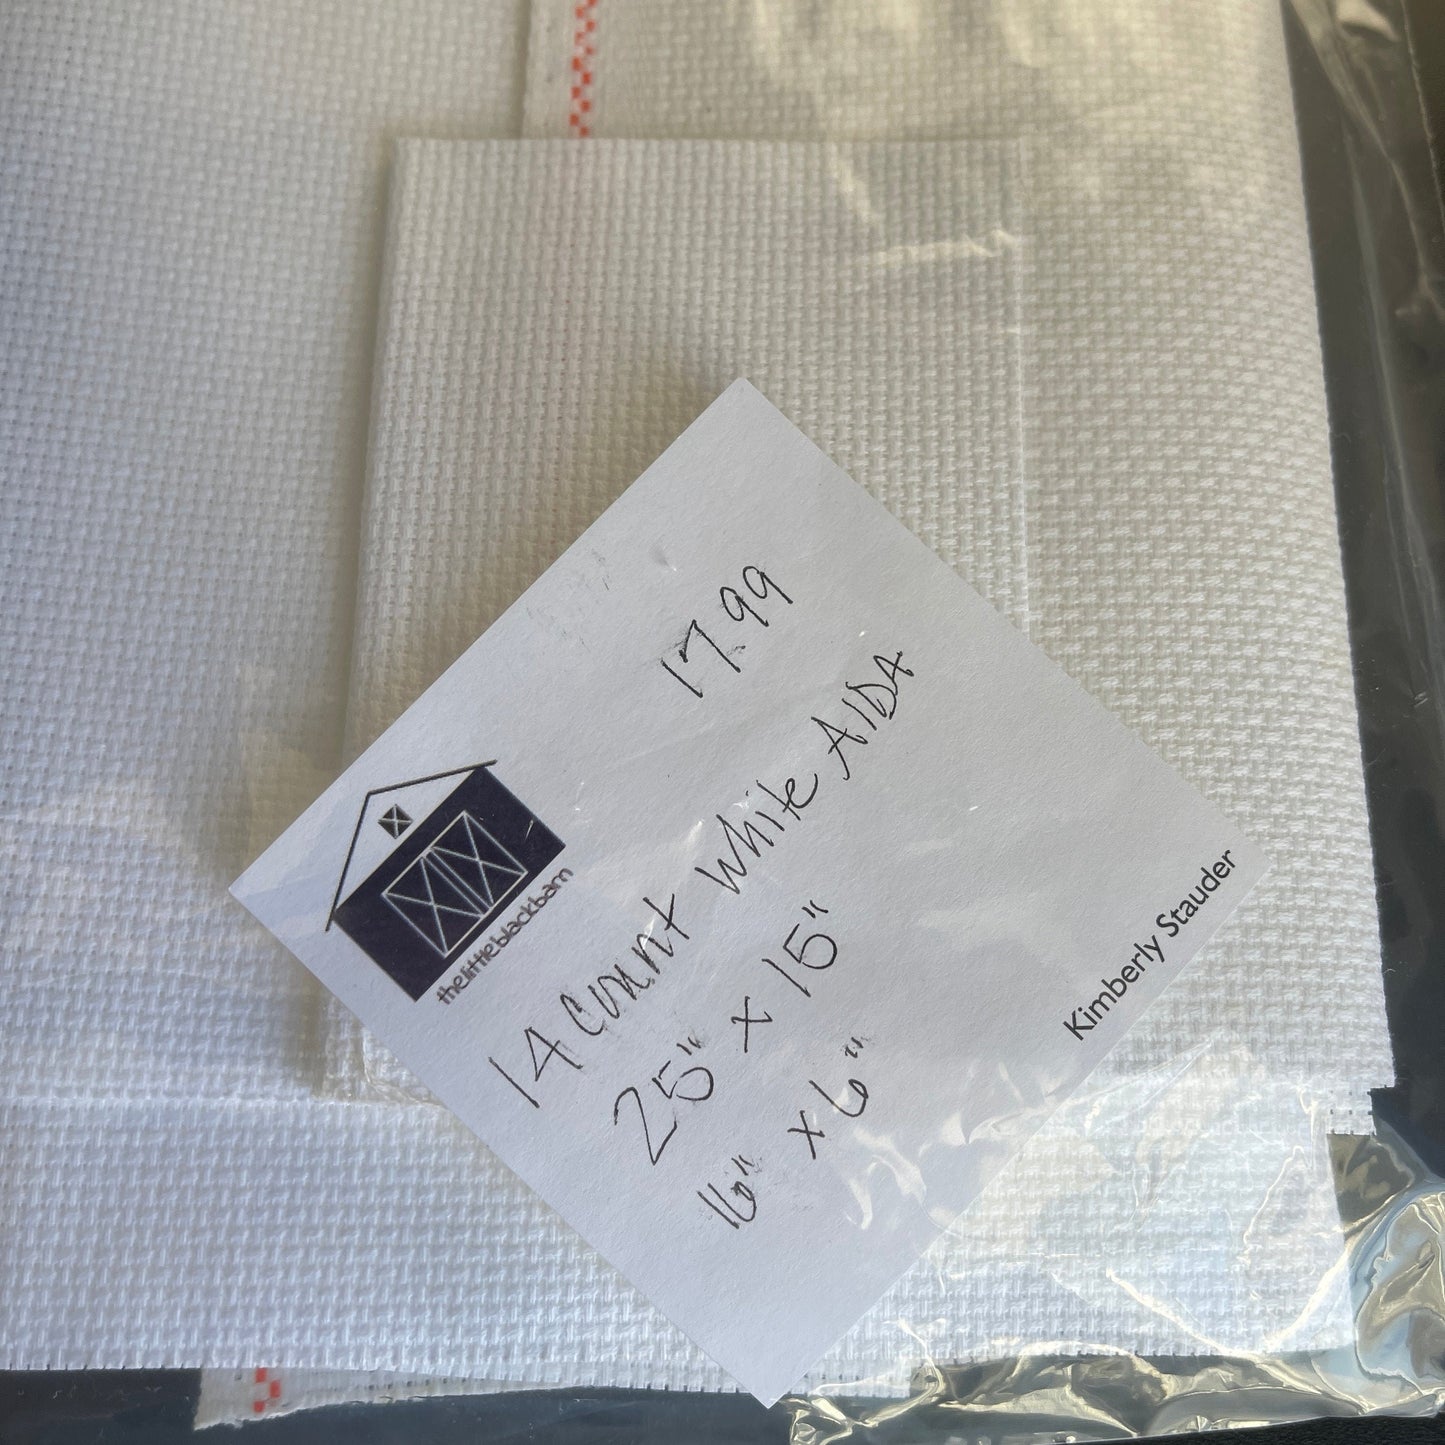 17.99
thelittleblackbarn
14 Count White AIDA
25" x 15"
16" x 6"
Kimberly Stauder